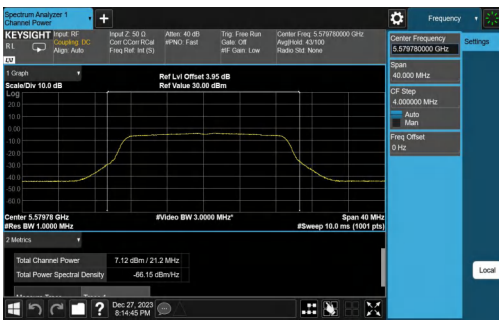 Spectrum Analyzer 1
Channel Power
+
Frequency
KEYSIGHT
RL
LXI
Input: RF
Coupling: DC
Align: Auto
Input Z: 50 Ω
Corr CCorr RCal
Freq Ref: Int (S)
Atten: 40 dB
#PNO: Fast
Trig: Free Run
Gate: Off
#IF Gain: Low
Center Freq: 5.579780000 GHz
Avg|Hold: 43/100
Radio Std: None
Center Frequency
5.579780000 GHz
Settings
Span
40.000 MHz
CF Step
4.000000 MHz
Auto
Man
Freq Offset
0 Hz
Local
1 Graph
Scale/Div 10.0 dB
Ref Lvl Offset 3.95 dB
Ref Value 30.00 dBm
Log
20.0
10.0
0.00
-10.0
-20.0
-30.0
-40.0
-50.0
-60.0
Center 5.57978 GHz
#Res BW 1.0000 MHz
#Video BW 3.0000 MHz*
Span 40 MHz
#Sweep 10.0 ms (1001 pts)
2 Metrics
Total Channel Power 7.12 dBm / 21.2 MHz
Total Power Spectral Density -66.15 dBm/Hz
?
Dec 27, 2023
8:14:45 PM